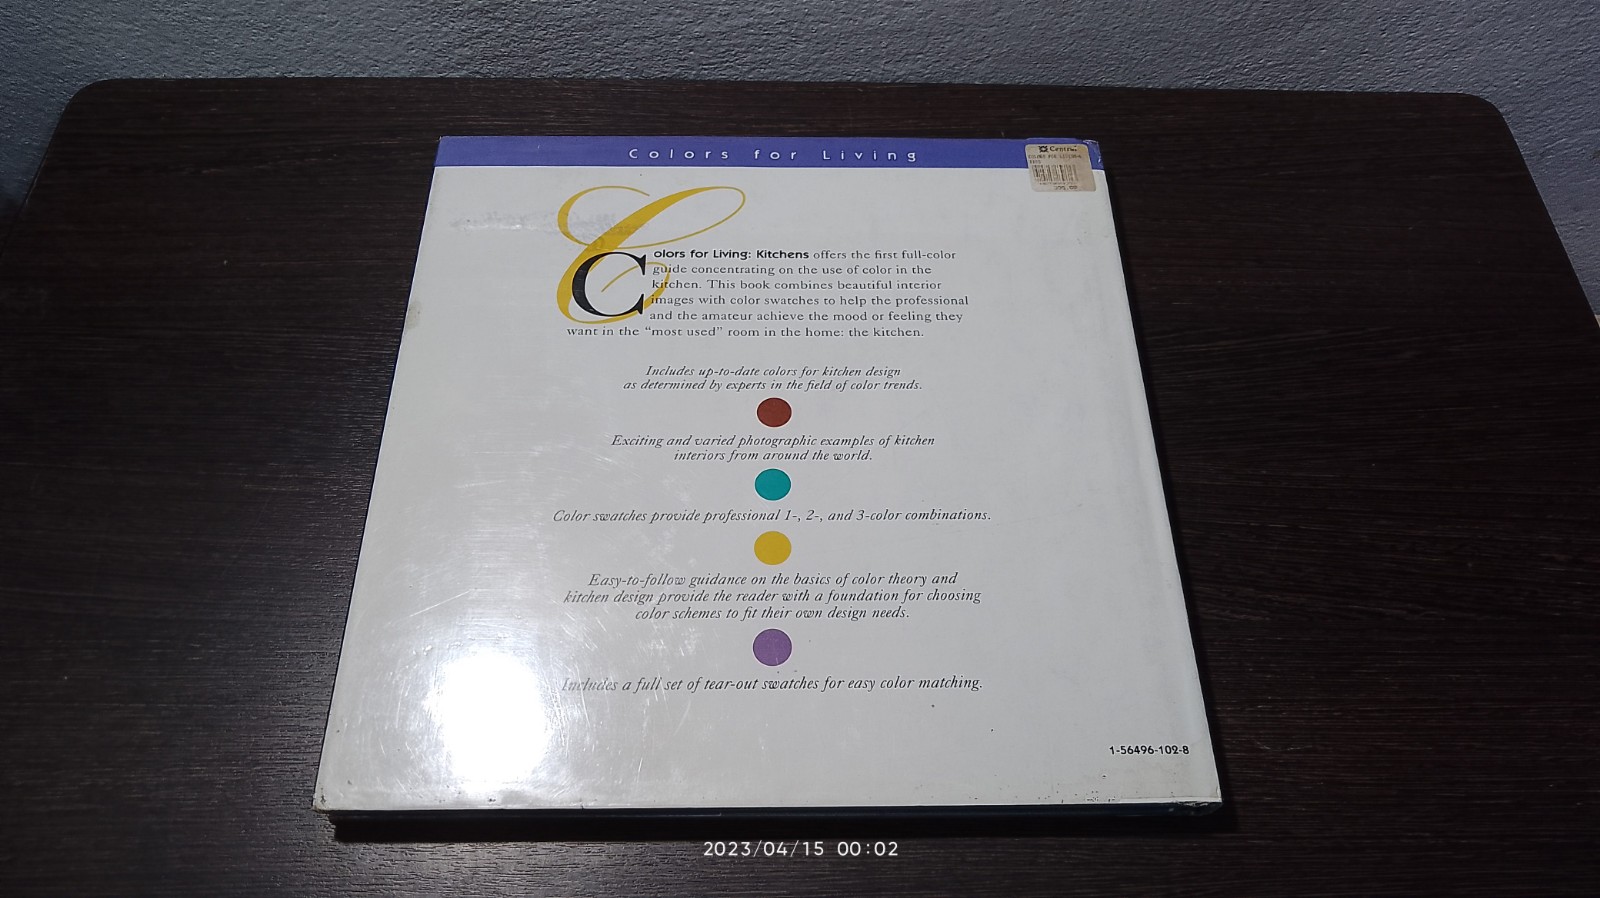 Colors for Living
Centra
Colors for Living: Kitchens offers the first full-color
guide concentrating on the use of color in the
kitchen. This book combines beautiful interior
images with color swatches to help the professional
and the amateur achieve the mood or feeling they
want in the “most used” room in the home: the kitchen.
Includes up-to-date colors for kitchen design
as determined by experts in the field of color trends.
Exciting and varied photographic examples of kitchen
interiors from around the world.
Color swatches provide professional 1-, 2-, and 3-color combinations.
Easy-to-follow guidance on the basics of color theory and
kitchen design provide the reader with a foundation for choosing
color schemes to fit their own design needs.
Includes a full set of tear-out swatches for easy color matching.
1-56496-102-8
2023/04/15 00:02